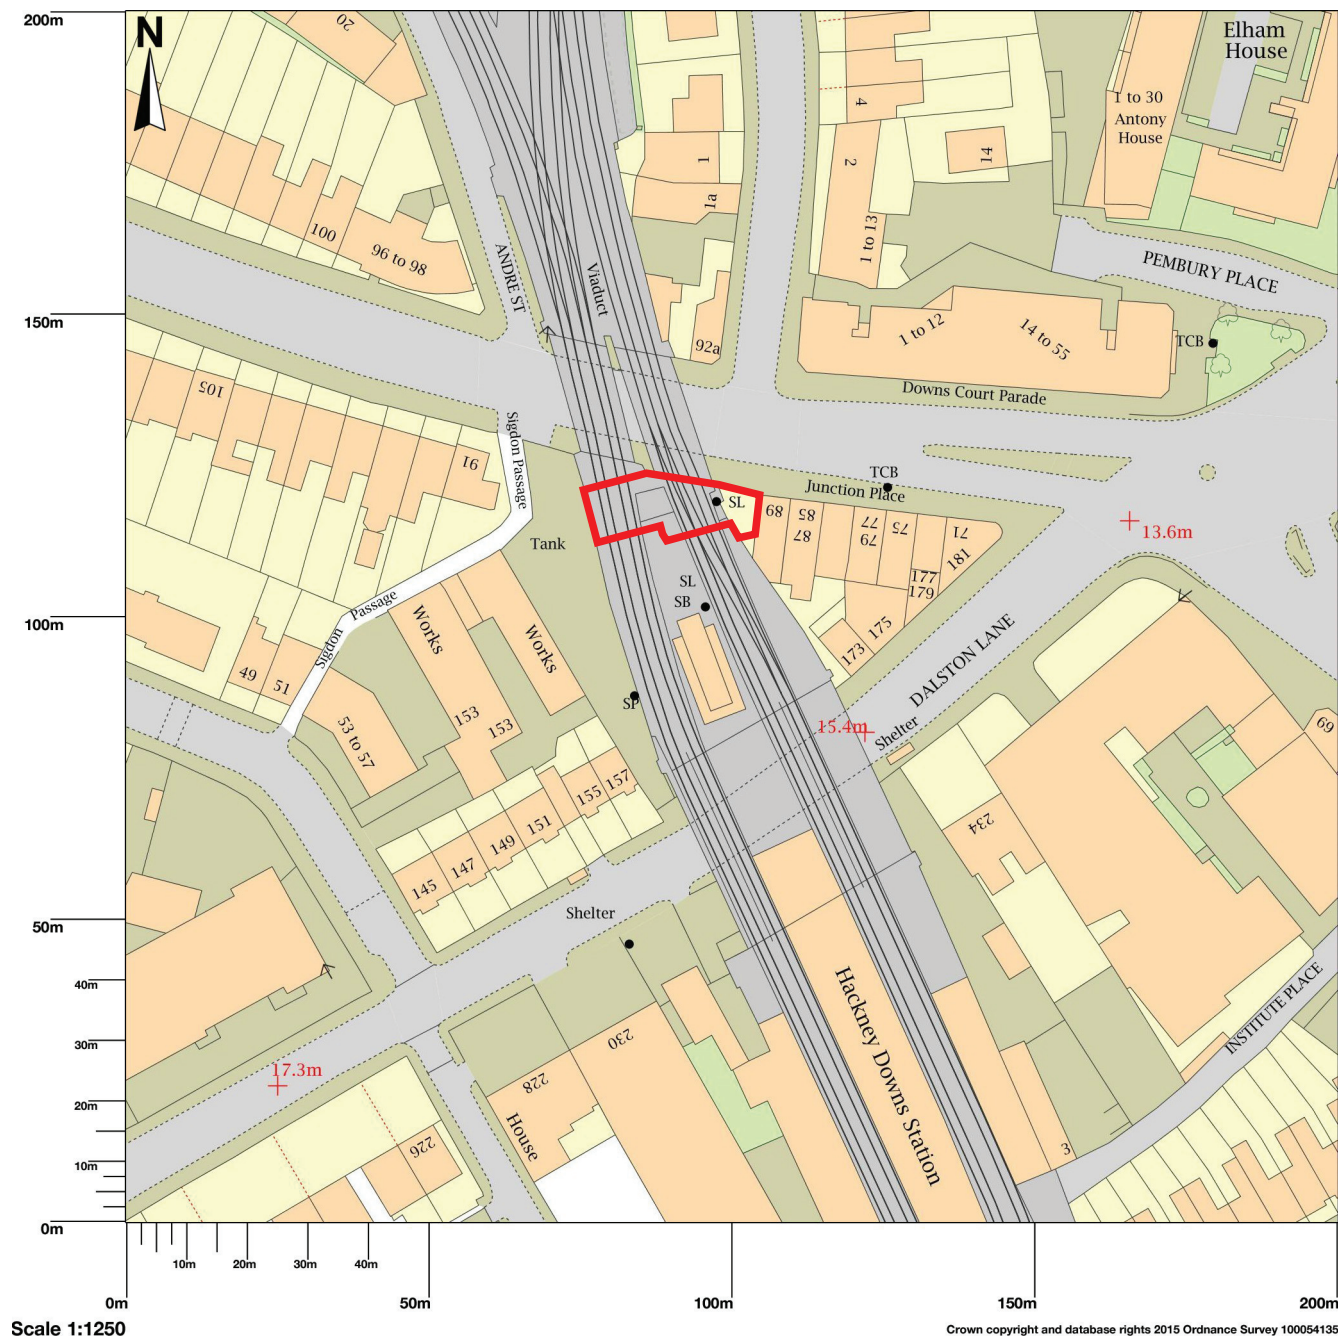 200m
N
20
Elham
House
1 to 30
Antony
House
4
2
14
1
1a
1 to 13
100
96 to 98
ANDRE ST
Viaduct
PEMBURY PLACE
150m
92a
1 to 12
14 to 55
TCB
Downs Court Parade
105
Sigdon Passage
91
TCB
Junction Place
SL
89
85
87
77
79
75
71
181
13.6m
Tank
177
179
SL
SB
100m
Sigdon
Passage
Works
Works
173
175
DALSTON LANE
49
51
SP
153
153
53 to 57
15.4m
Shelter
69
155
157
151
149
147
145
234
Shelter
50m
40m
30m
20m
10m
0m
Hackney Downs Station
INSTITUTE PLACE
17.3m
230
228
House
226
3
10m
20m
30m
40m
0m
50m
100m
150m
200m
Scale 1:1250
Crown copyright and database rights 2015 Ordnance Survey 100054135